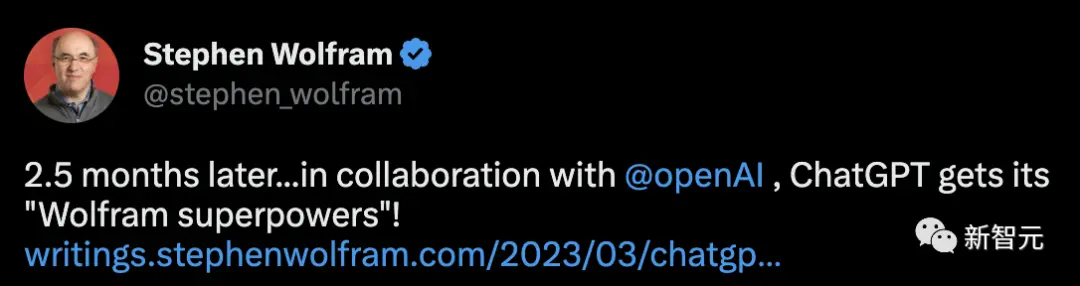 Stephen Wolfram
@stephen_wolfram
2.5 months later...in collaboration with @openAI , ChatGPT gets its
"Wolfram superpowers"!
writings.stephenwolfram.com/2023/03/chatgp...
新智元